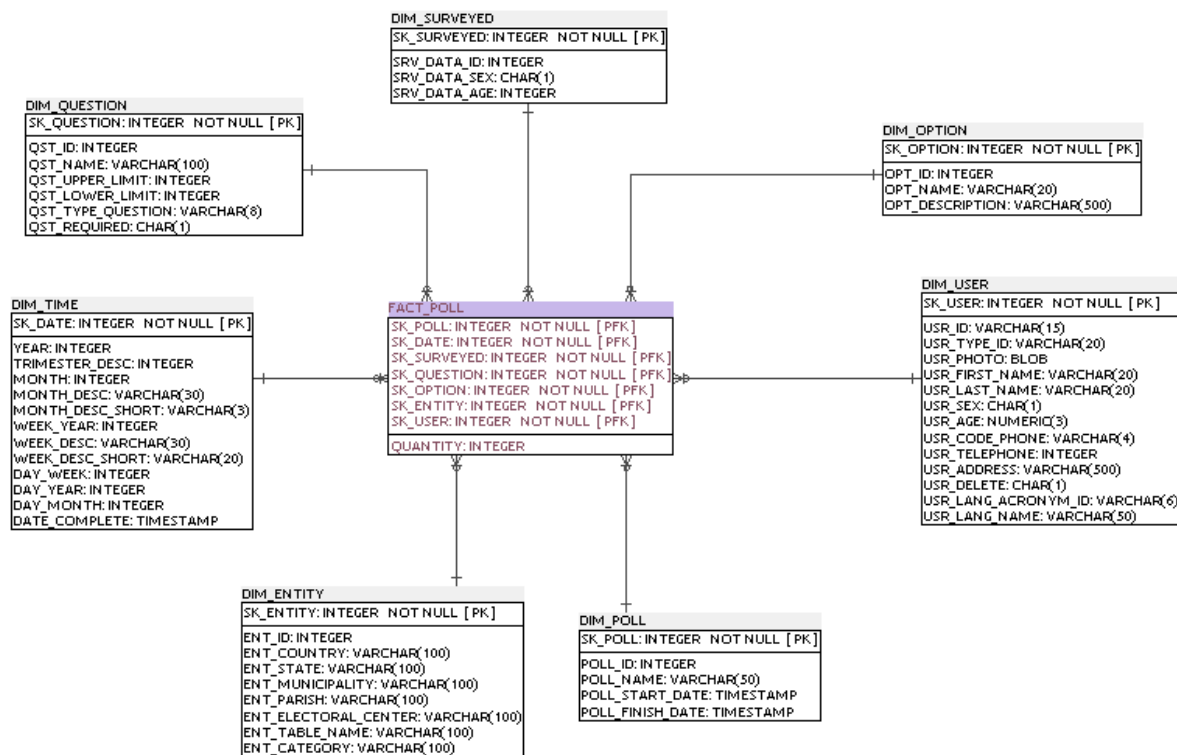 DIM_SURVEYED
SK_SURVEYED: INTEGER NOT NULL [ PK ]
SRV_DATA_ID: INTEGER
SRV_DATA_SEX: CHAR(1)
SRV_DATA_AGE: INTEGER
DIM_QUESTION
SK_QUESTION: INTEGER NOT NULL [ PK ]
QST_ID: INTEGER
QST_NAME: VARCHAR(100)
QST_UPPER_LIMIT: INTEGER
QST_LOWER_LIMIT: INTEGER
QST_TYPE_QUESTION: VARCHAR(8)
QST_REQUIRED: CHAR(1)
DIM_OPTION
SK_OPTION: INTEGER NOT NULL [ PK ]
OPT_ID: INTEGER
OPT_NAME: VARCHAR(20)
OPT_DESCRIPTION: VARCHAR(500)
DIM_TIME
SK_DATE: INTEGER NOT NULL [ PK ]
YEAR: INTEGER
TRIMESTER_DESC: INTEGER
MONTH: INTEGER
MONTH_DESC: VARCHAR(30)
MONTH_DESC_SHORT: VARCHAR(3)
WEEK_YEAR: INTEGER
WEEK_DESC: VARCHAR(30)
WEEK_DESC_SHORT: VARCHAR(20)
DAY_WEEK: INTEGER
DAY_YEAR: INTEGER
DAY_MONTH: INTEGER
DATE_COMPLETE: TIMESTAMP
FACT_POLL
SK_POLL: INTEGER NOT NULL [ PFK ]
SK_DATE: INTEGER NOT NULL [ PFK ]
SK_SURVEYED: INTEGER NOT NULL [ PFK ]
SK_QUESTION: INTEGER NOT NULL [ PFK ]
SK_OPTION: INTEGER NOT NULL [ PFK ]
SK_ENTITY: INTEGER NOT NULL [ PFK ]
SK_USER: INTEGER NOT NULL [ PFK ]
QUANTITY: INTEGER
DIM_USER
SK_USER: INTEGER NOT NULL [ PK ]
USR_ID: VARCHAR(15)
USR_TYPE_ID: VARCHAR(20)
USR_PHOTO: BLOB
USR_FIRST_NAME: VARCHAR(20)
USR_LAST_NAME: VARCHAR(20)
USR_SEX: CHAR(1)
USR_AGE: NUMERIC(3)
USR_CODE_PHONE: VARCHAR(4)
USR_TELEPHONE: INTEGER
USR_ADDRESS: VARCHAR(500)
USR_DELETE: CHAR(1)
USR_LANG_ACRONYM_ID: VARCHAR(6)
USR_LANG_NAME: VARCHAR(50)
DIM_ENTITY
SK_ENTITY: INTEGER NOT NULL [ PK ]
ENT_ID: INTEGER
ENT_COUNTRY: VARCHAR(100)
ENT_STATE: VARCHAR(100)
ENT_MUNICIPALITY: VARCHAR(100)
ENT_PARISH: VARCHAR(100)
ENT_ELECTORAL_CENTER: VARCHAR(100)
ENT_TABLE_NAME: VARCHAR(100)
ENT_CATEGORY: VARCHAR(100)
DIM_POLL
SK_POLL: INTEGER NOT NULL [ PK ]
POLL_ID: INTEGER
POLL_NAME: VARCHAR(50)
POLL_START_DATE: TIMESTAMP
POLL_FINISH_DATE: TIMESTAMP